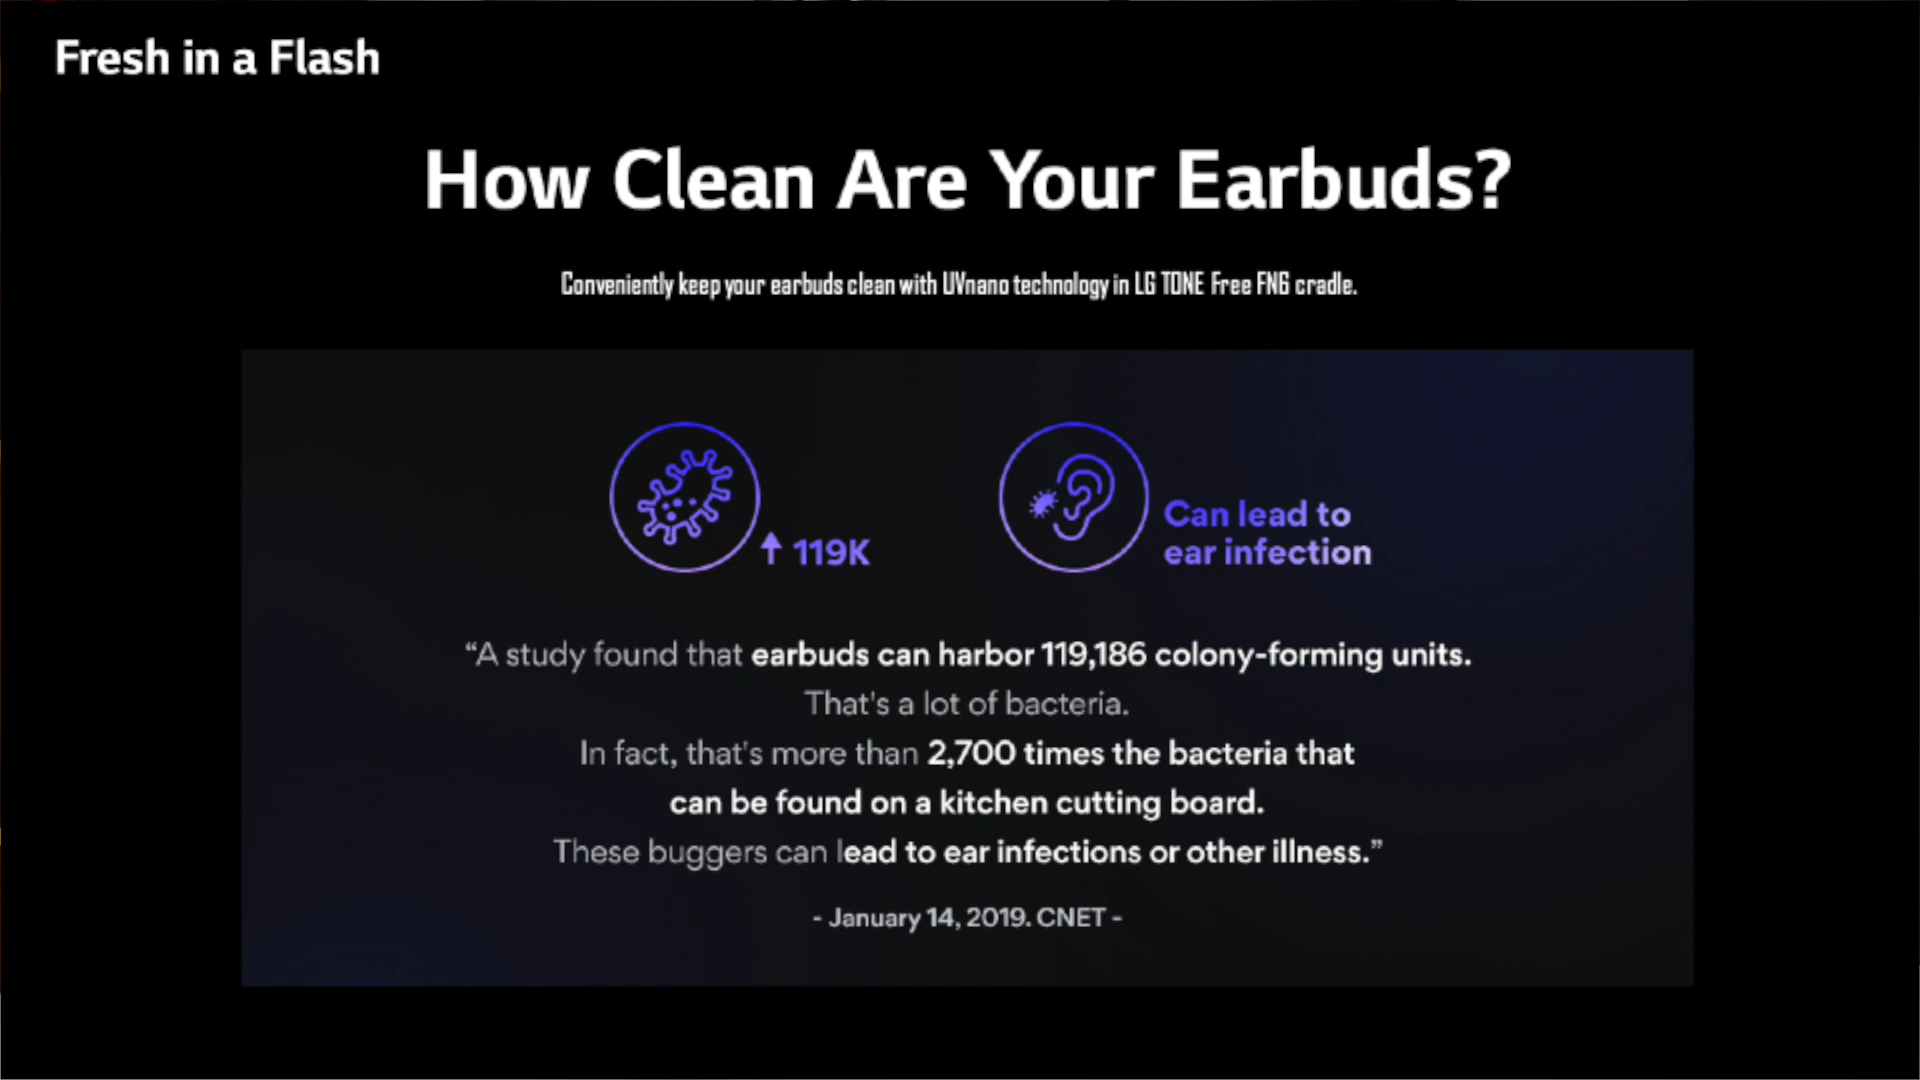 Fresh in a Flash
How Clean Are Your Earbuds?
Conveniently keep your earbuds clean with UVnano technology in LG TONE Free FN6 cradle.
↑ 119K
Can lead to
ear infection
“A study found that earbuds can harbor 119,186 colony-forming units.
That's a lot of bacteria.
In fact, that's more than 2,700 times the bacteria that
can be found on a kitchen cutting board.
These buggers can lead to ear infections or other illness.”
- January 14, 2019. CNET -